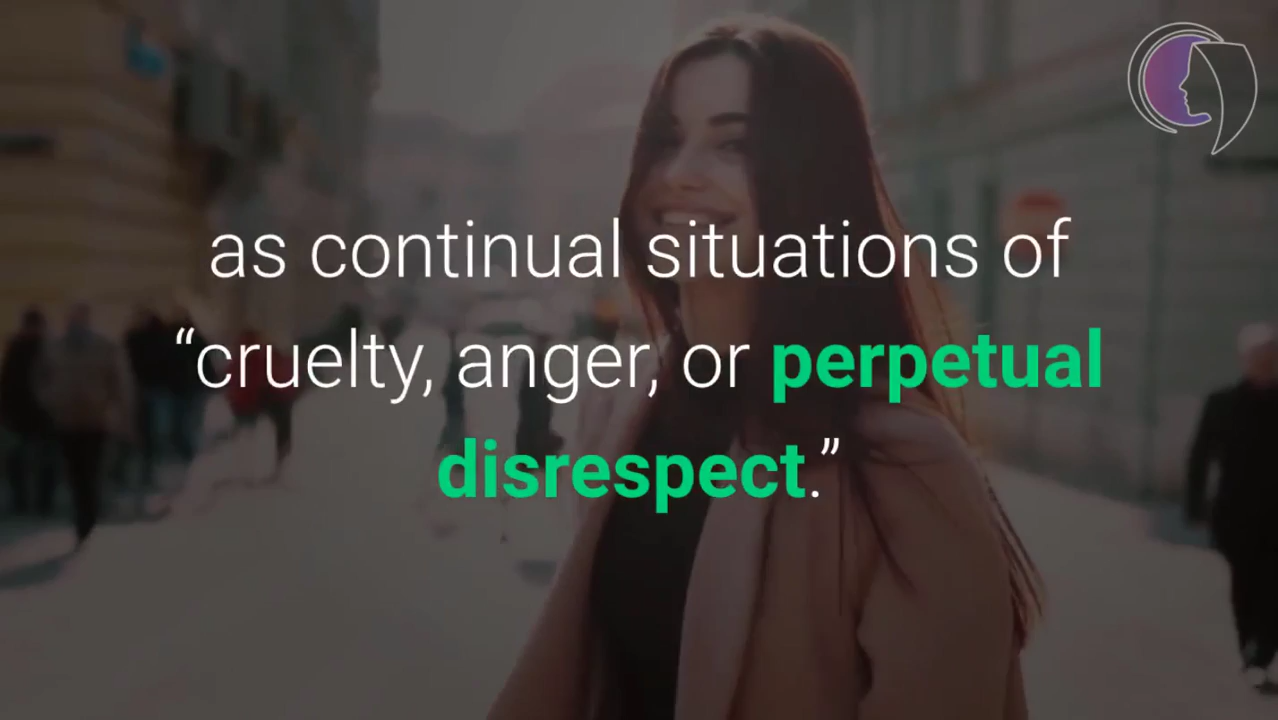 as continual situations of
“cruelty, anger, or perpetual
disrespect.”